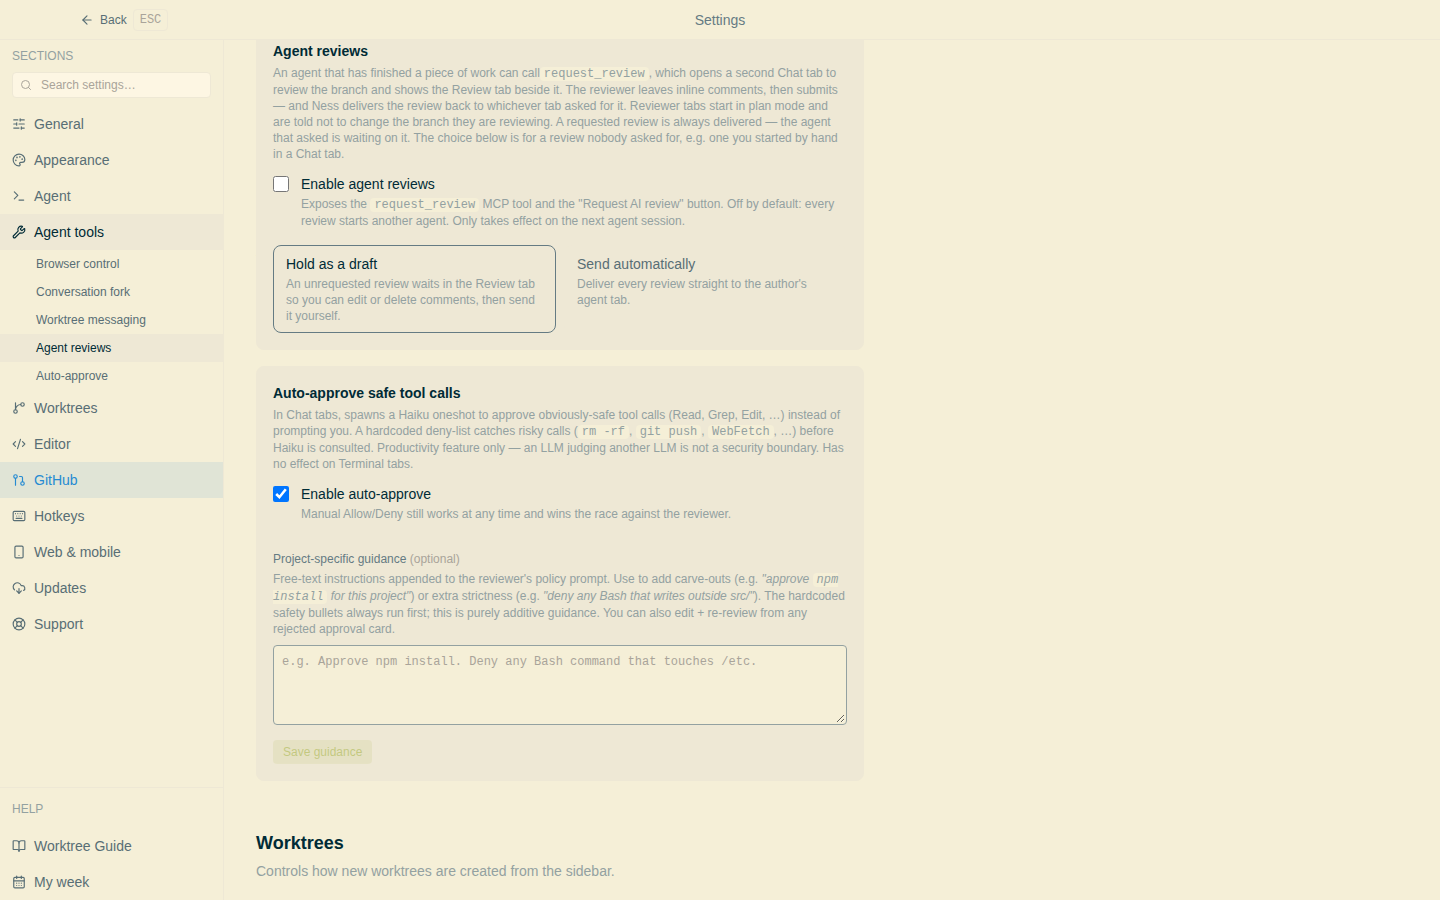 Back ESC
Settings
SECTIONS
Search settings…
General
Appearance
Agent
Agent tools
Browser control
Conversation fork
Worktree messaging
Agent reviews
Auto-approve
Worktrees
Editor
GitHub
Hotkeys
Web & mobile
Updates
Support
HELP
Worktree Guide
My week
Agent reviews
An agent that has finished a piece of work can call request_review, which opens a second Chat tab to
review the branch and shows the Review tab beside it. The reviewer leaves inline comments, then submits
— and Ness delivers the review back to whichever tab asked for it. Reviewer tabs start in plan mode and
are told not to change the branch they are reviewing. A requested review is always delivered — the agent
that asked is waiting on it. The choice below is for a review nobody asked for, e.g. one you started by hand
in a Chat tab.
Enable agent reviews
Exposes the request_review MCP tool and the "Request AI review" button. Off by default: every
review starts another agent. Only takes effect on the next agent session.
Hold as a draft
An unrequested review waits in the Review tab
so you can edit or delete comments, then send
it yourself.
Send automatically
Deliver every review straight to the author's
agent tab.
Auto-approve safe tool calls
In Chat tabs, spawns a Haiku oneshot to approve obviously-safe tool calls (Read, Grep, Edit, …) instead of
prompting you. A hardcoded deny-list catches risky calls ( rm -rf , git push , WebFetch , …) before
Haiku is consulted. Productivity feature only — an LLM judging another LLM is not a security boundary. Has
no effect on Terminal tabs.
Enable auto-approve
Manual Allow/Deny still works at any time and wins the race against the reviewer.
Project-specific guidance (optional)
Free-text instructions appended to the reviewer's policy prompt. Use to add carve-outs (e.g. "approve npm
install for this project") or extra strictness (e.g. "deny any Bash that writes outside src/"). The hardcoded
safety bullets always run first; this is purely additive guidance. You can also edit + re-review from any
rejected approval card.
e.g. Approve npm install. Deny any Bash command that touches /etc.
Save guidance
Worktrees
Controls how new worktrees are created from the sidebar.